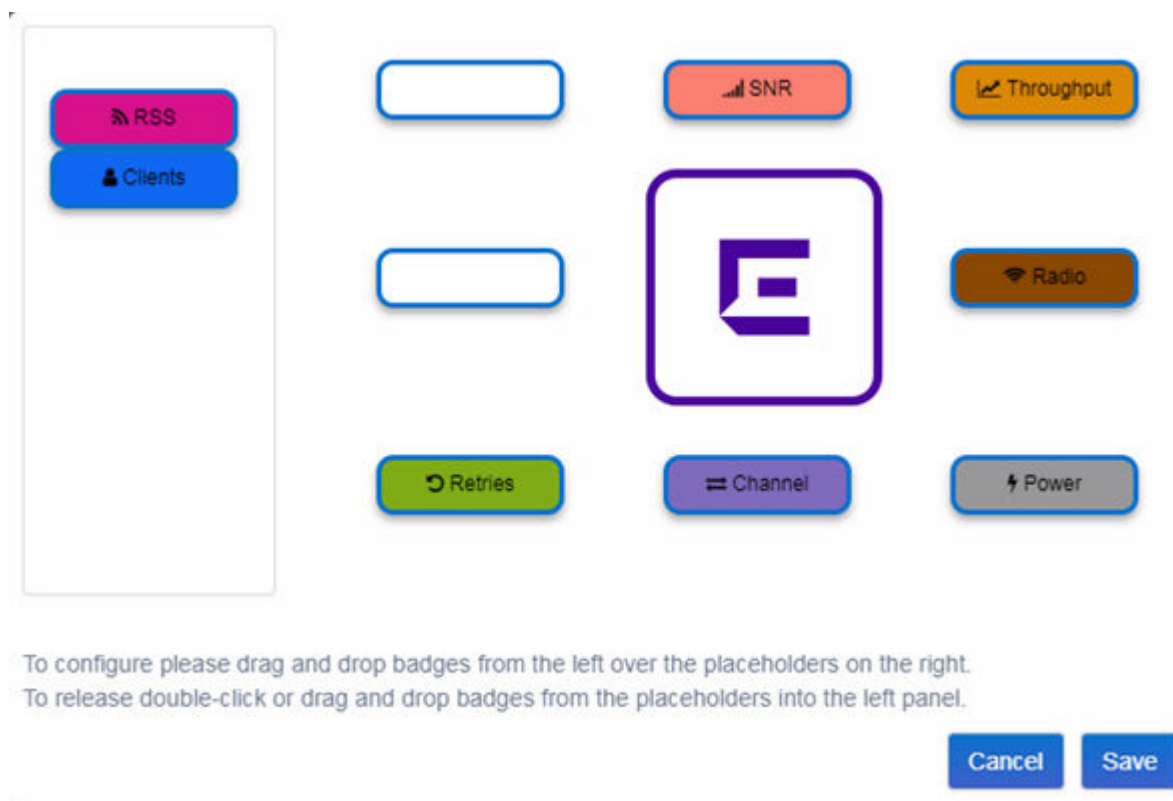 RSS
Clients
SNR
Throughput
Radio
Retries
Channel
Power
To configure please drag and drop badges from the left over the placeholders on the right.
To release double-click or drag and drop badges from the placeholders into the left panel.
Cancel Save